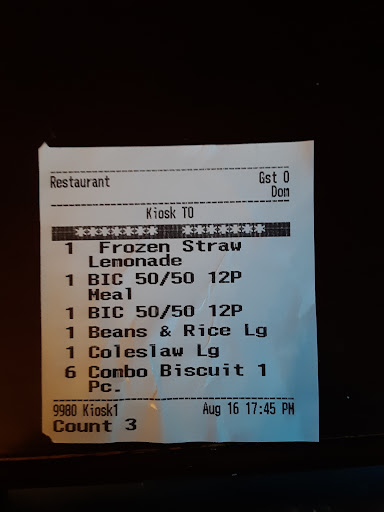 Restaurant Gst 0
Dom
Kiosk TO
******* *******
1 Frozen Straw
Lemonade
1 BIC 50/50 12P
Meal
1 BIC 50/50 12P
1 Beans & Rice Lg
1 Coleslaw Lg
6 Combo Biscuit 1
Pc.
9980 Kiosk1 Aug 16 17:45 PM
Count 3